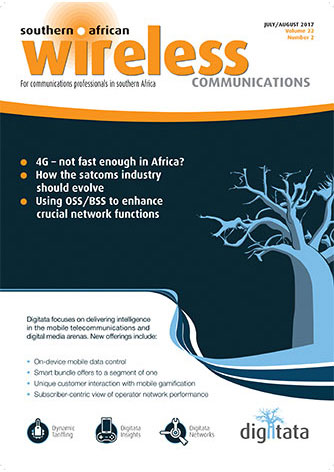 southern african
wireless
COMMUNICATIONS
For communications professionals in southern Africa
JULY/AUGUST 2017
Volume 22
Number 2
4G – not fast enough in Africa?
How the satcoms industry
should evolve
Using OSS/BSS to enhance
crucial network functions
Digitata focuses on delivering intelligence
in the mobile telecommunications and
digital media arenas. New offerings include:
• On-device mobile data control
• Smart bundle offers to a segment of one
• Unique customer interaction with mobile gamification
• Subscriber-centric view of operator network performance
Dynamic
Tariffing
Digitata
Insights
Digitata
Networks
digitata